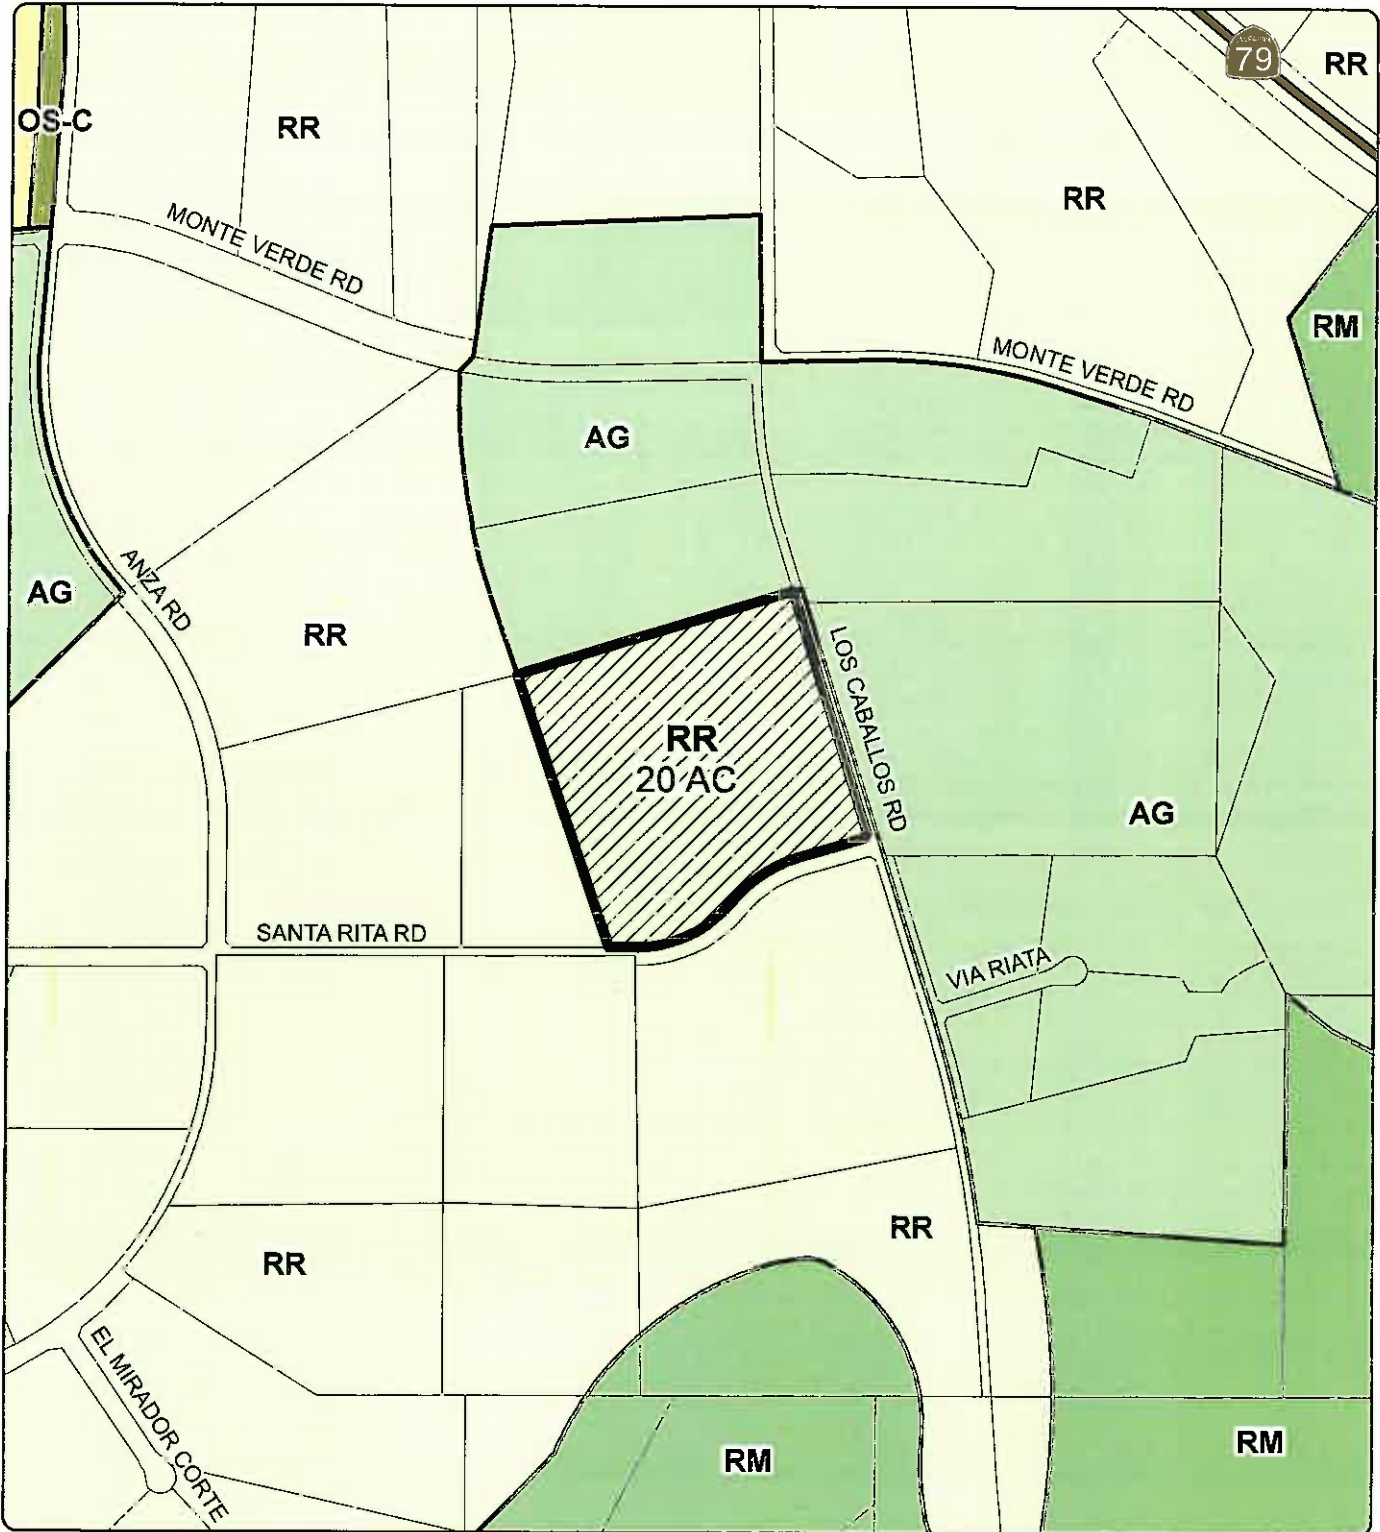 79
RR
OS-C
RR
RR
MONTE VERDE RD
RM
MONTE VERDE RD
AG
ANZA RD
AG
RR
LOS CABALLOS RD
RR
20 AC
AG
SANTA RITA RD
VIA RIATA
RR
RR
EL MIRADOR CORTE
RM
RM